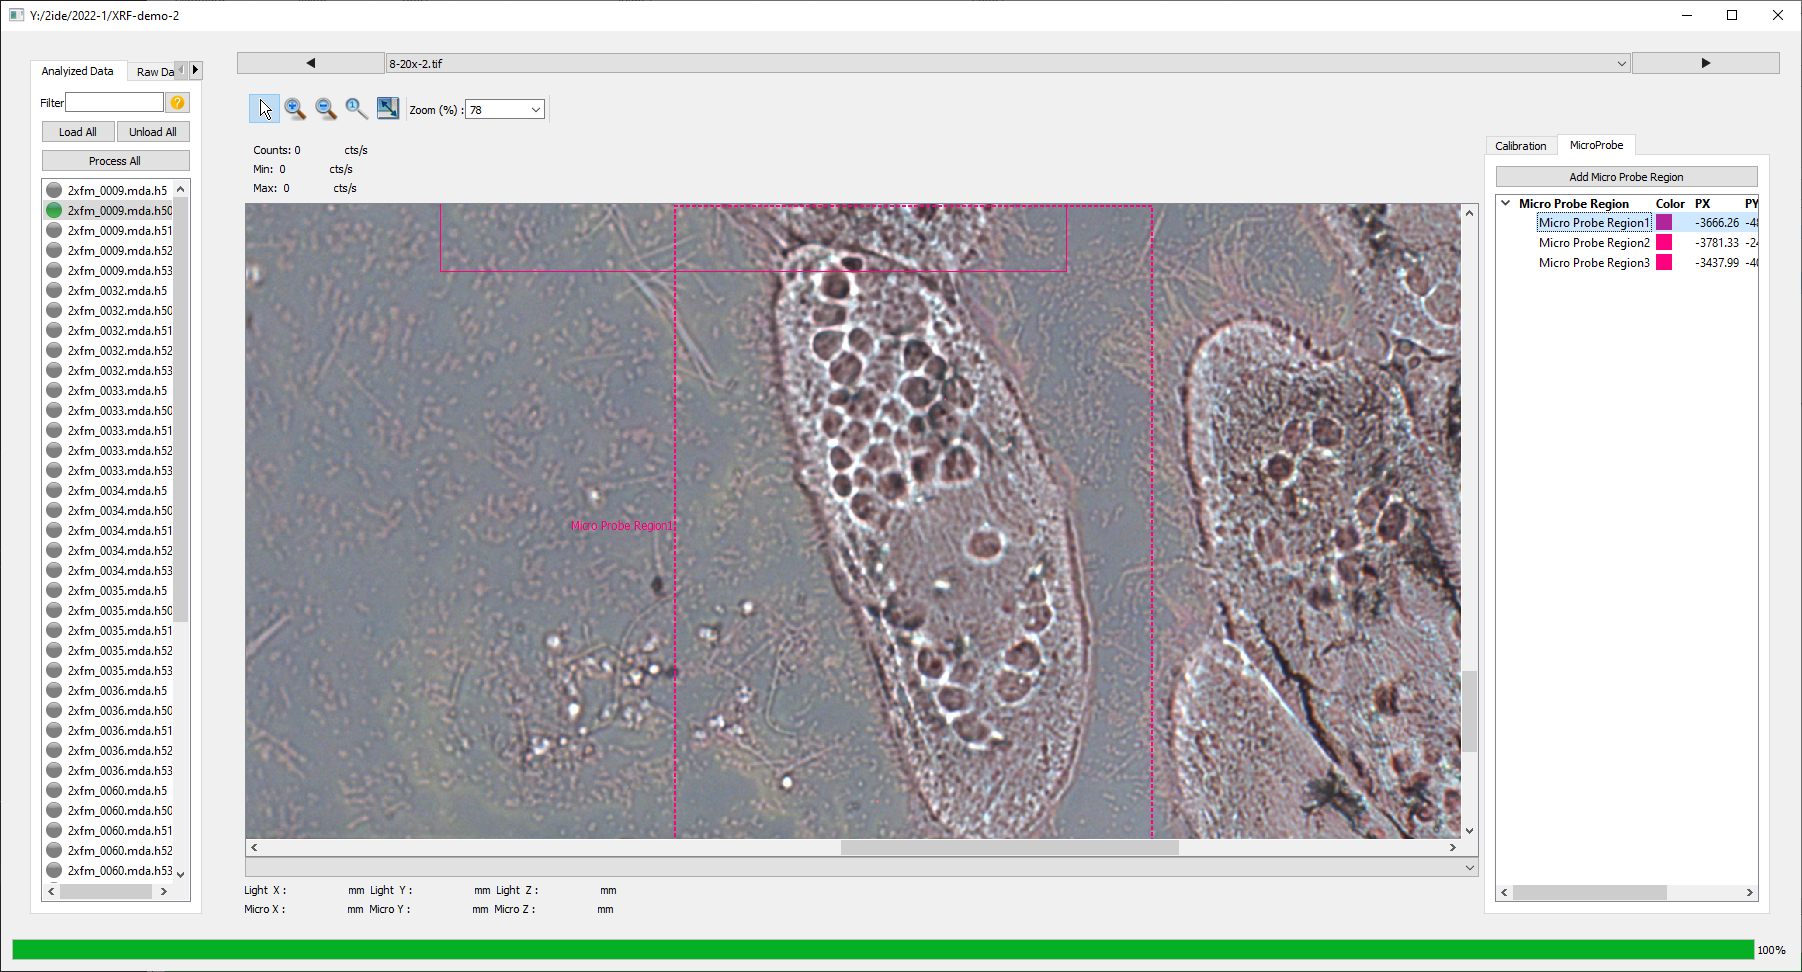 Y:/2ide/2022-1/XRF-demo-2
Analyized Data
Raw Da
Filter
Load All
Unload All
Process All
2xfm_0009.mda.h5
2xfm_0009.mda.h50
2xfm_0009.mda.h51
2xfm_0009.mda.h52
2xfm_0009.mda.h53
2xfm_0032.mda.h5
2xfm_0032.mda.h50
2xfm_0032.mda.h51
2xfm_0032.mda.h52
2xfm_0032.mda.h53
2xfm_0033.mda.h5
2xfm_0033.mda.h50
2xfm_0033.mda.h51
2xfm_0033.mda.h52
2xfm_0033.mda.h53
2xfm_0034.mda.h5
2xfm_0034.mda.h50
2xfm_0034.mda.h51
2xfm_0034.mda.h52
2xfm_0034.mda.h53
2xfm_0035.mda.h5
2xfm_0035.mda.h50
2xfm_0035.mda.h51
2xfm_0035.mda.h52
2xfm_0035.mda.h53
2xfm_0036.mda.h5
2xfm_0036.mda.h50
2xfm_0036.mda.h51
2xfm_0036.mda.h52
2xfm_0036.mda.h53
2xfm_0060.mda.h5
2xfm_0060.mda.h50
2xfm_0060.mda.h51
2xfm_0060.mda.h52
2xfm_0060.mda.h53
8-20x-2.tif
Zoom (%) : 78
Counts: 0 cts/s
Min: 0 cts/s
Max: 0 cts/s
Micro Probe Region1
Light X : mm Light Y : mm Light Z : mm
Micro X : mm Micro Y : mm Micro Z : mm
Calibration
MicroProbe
Add Micro Probe Region
Micro Probe Region Color PX PY
Micro Probe Region1 -3666.26 -48
Micro Probe Region2 -3781.33 -24
Micro Probe Region3 -3437.99 -40
100%